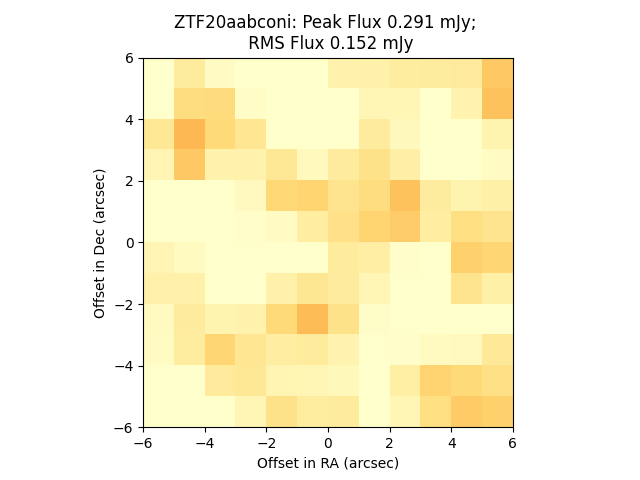 ZTF20aabconi: Peak Flux 0.291 mJy;
RMS Flux 0.152 mJy
6
4
2
0
−2
−4
−6
Offset in Dec (arcsec)
−6 −4 −2 0 2 4 6
Offset in RA (arcsec)